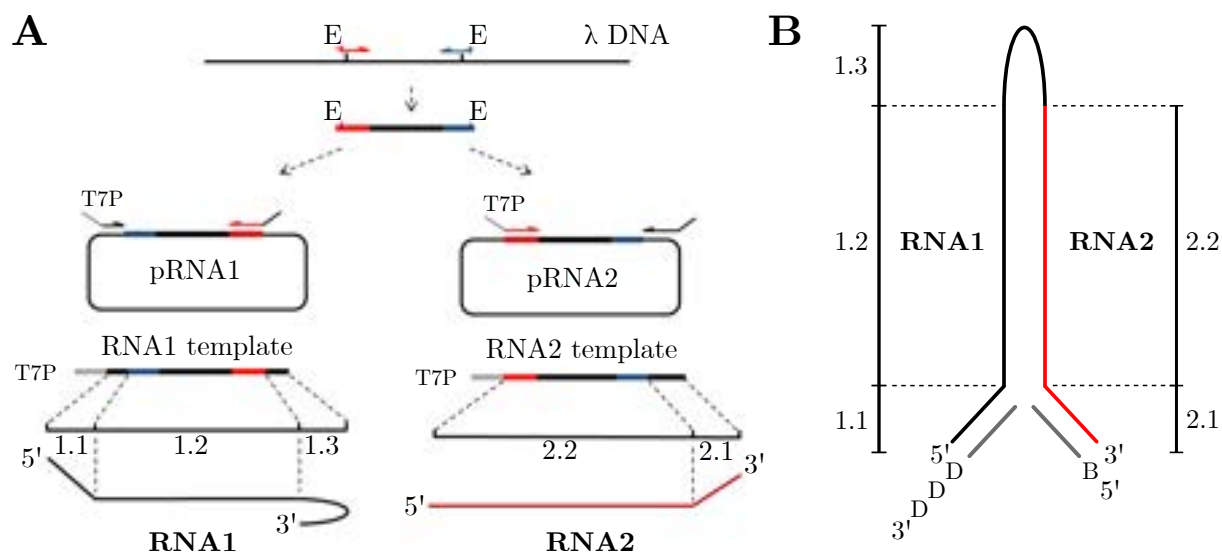 A
E E λ DNA
E E
T7P
T7P
pRNA1
pRNA2
RNA1 template
RNA2 template
T7P
T7P
1.1 1.2 1.3
2.2 2.1
5'
3'
5'
3'
RNA1
RNA2
B
1.3
1.2
RNA1
RNA2
2.2
1.1
2.1
5'
3'
D
D
D
3'
B
5'